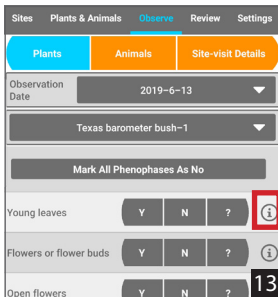 Sites Plants & Animals Observe Review Settings
Plants Animals Site-visit Details
Observation Date 2019-6-13
Texas barometer bush-1
Mark All Phenophases As No
Young leaves Y N ? i
Flowers or flower buds Y N ? i
Open flowers Y N ? 13